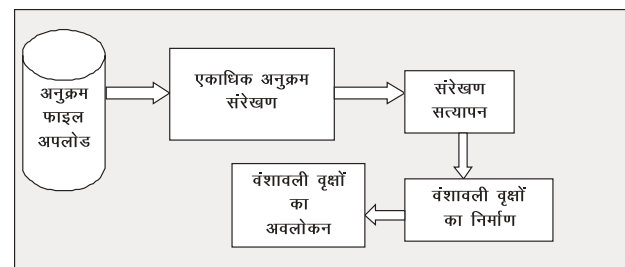 अनुक्रम
फाइल
अपलोड
एकाधिक अनुक्रम
संरेखण
संरेखण
सत्यापन
वंशावली वृक्षों
का निर्माण
वंशावली वृक्षों
का
अवलोकन